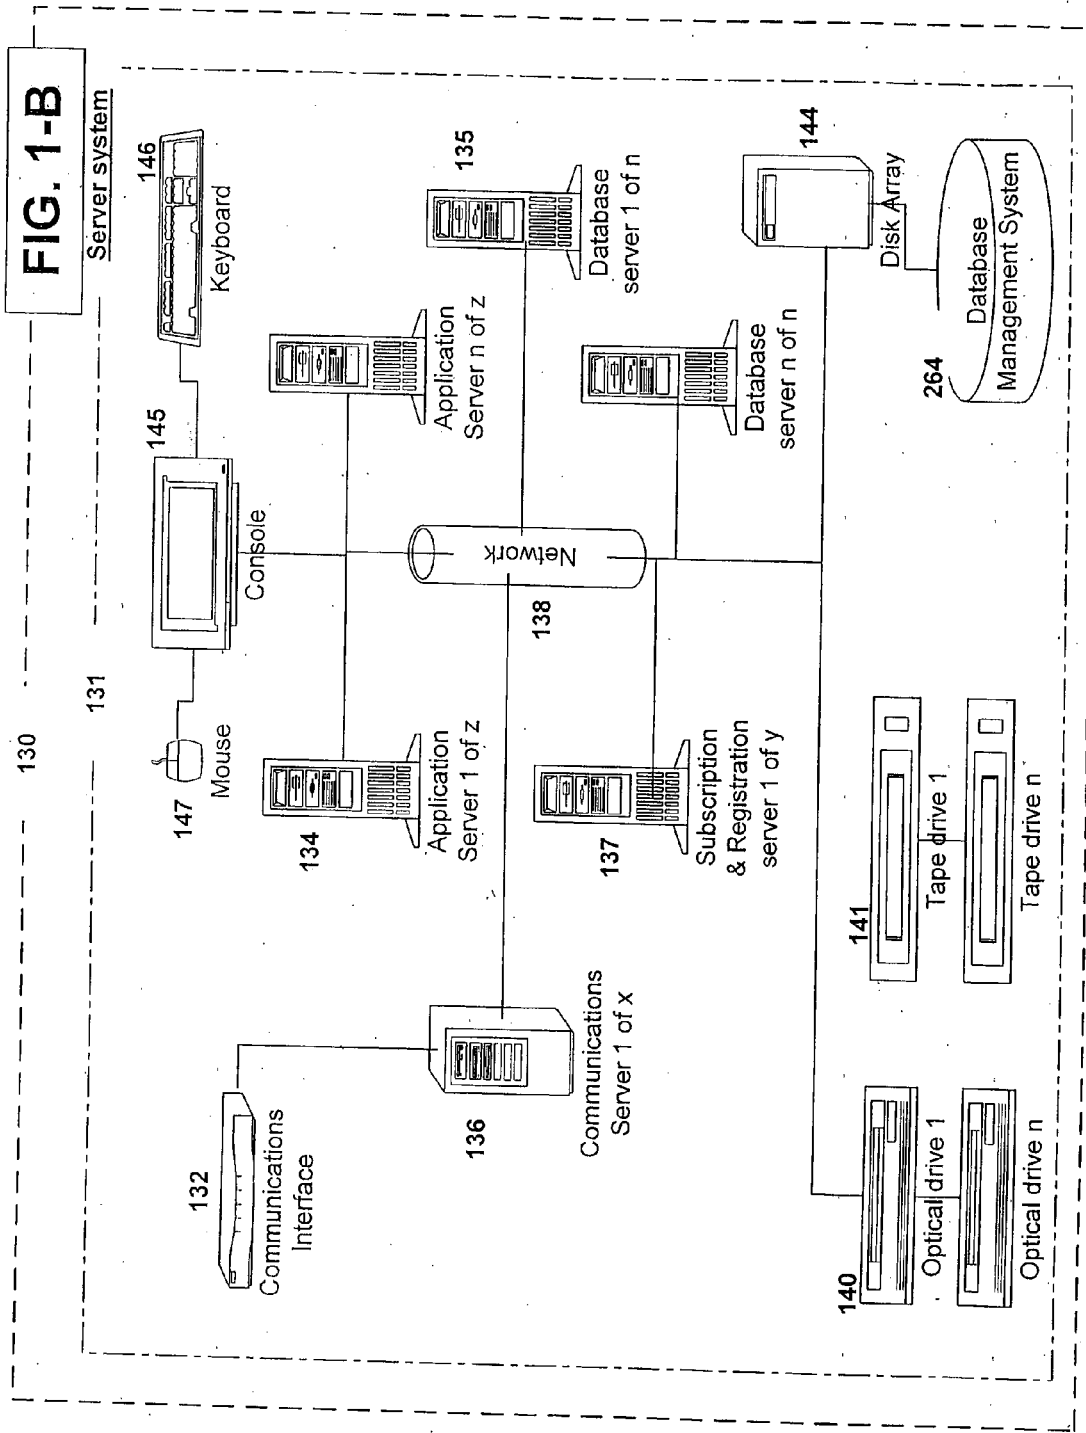 FIG. 1-B
Server system
130
131
147
Mouse
145
Console
146
Keyboard
132
Communications
Interface
134
Application
Server 1 of z
Application
Server n of z
136
Communications
Server 1 of x
138
Network
135
Database
server 1 of n
137
Subscription
& Registration
server 1 of y
Database
server n of n
144
Disk Array
140
Optical drive 1
Optical drive n
141
Tape drive 1
Tape drive n
264
Database
Management System